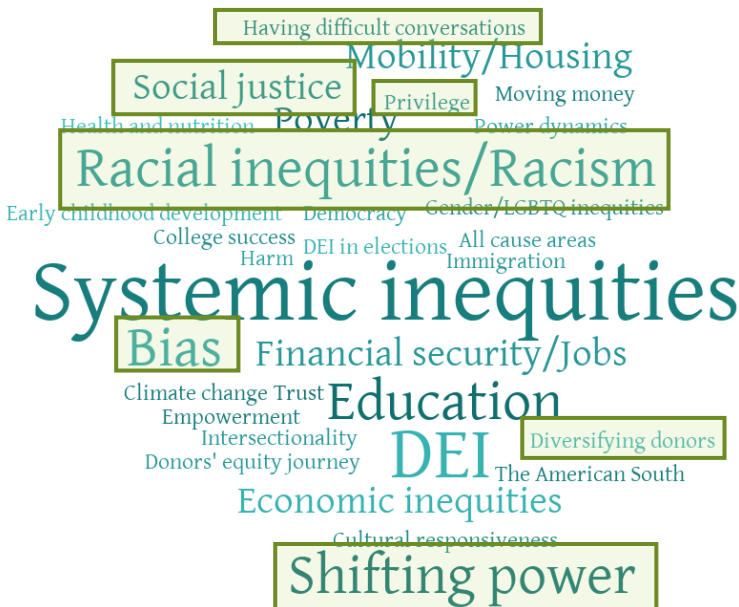 Having difficult conversations
Mobility/Housing
Social justice
Privilege
Moving money
Health and nutrition
Poverty
Power dynamics
Racial inequities/Racism
Early childhood development
Democracy
Gender/LGBTQ inequities
College success
DEI in elections
All cause areas
Harm
Immigration
Systemic inequities
Bias
Financial security/Jobs
Climate change
Trust
Education
Empowerment
Intersectionality
DEI
Diversifying donors
Donors' equity journey
The American South
Economic inequities
Cultural responsiveness
Shifting power